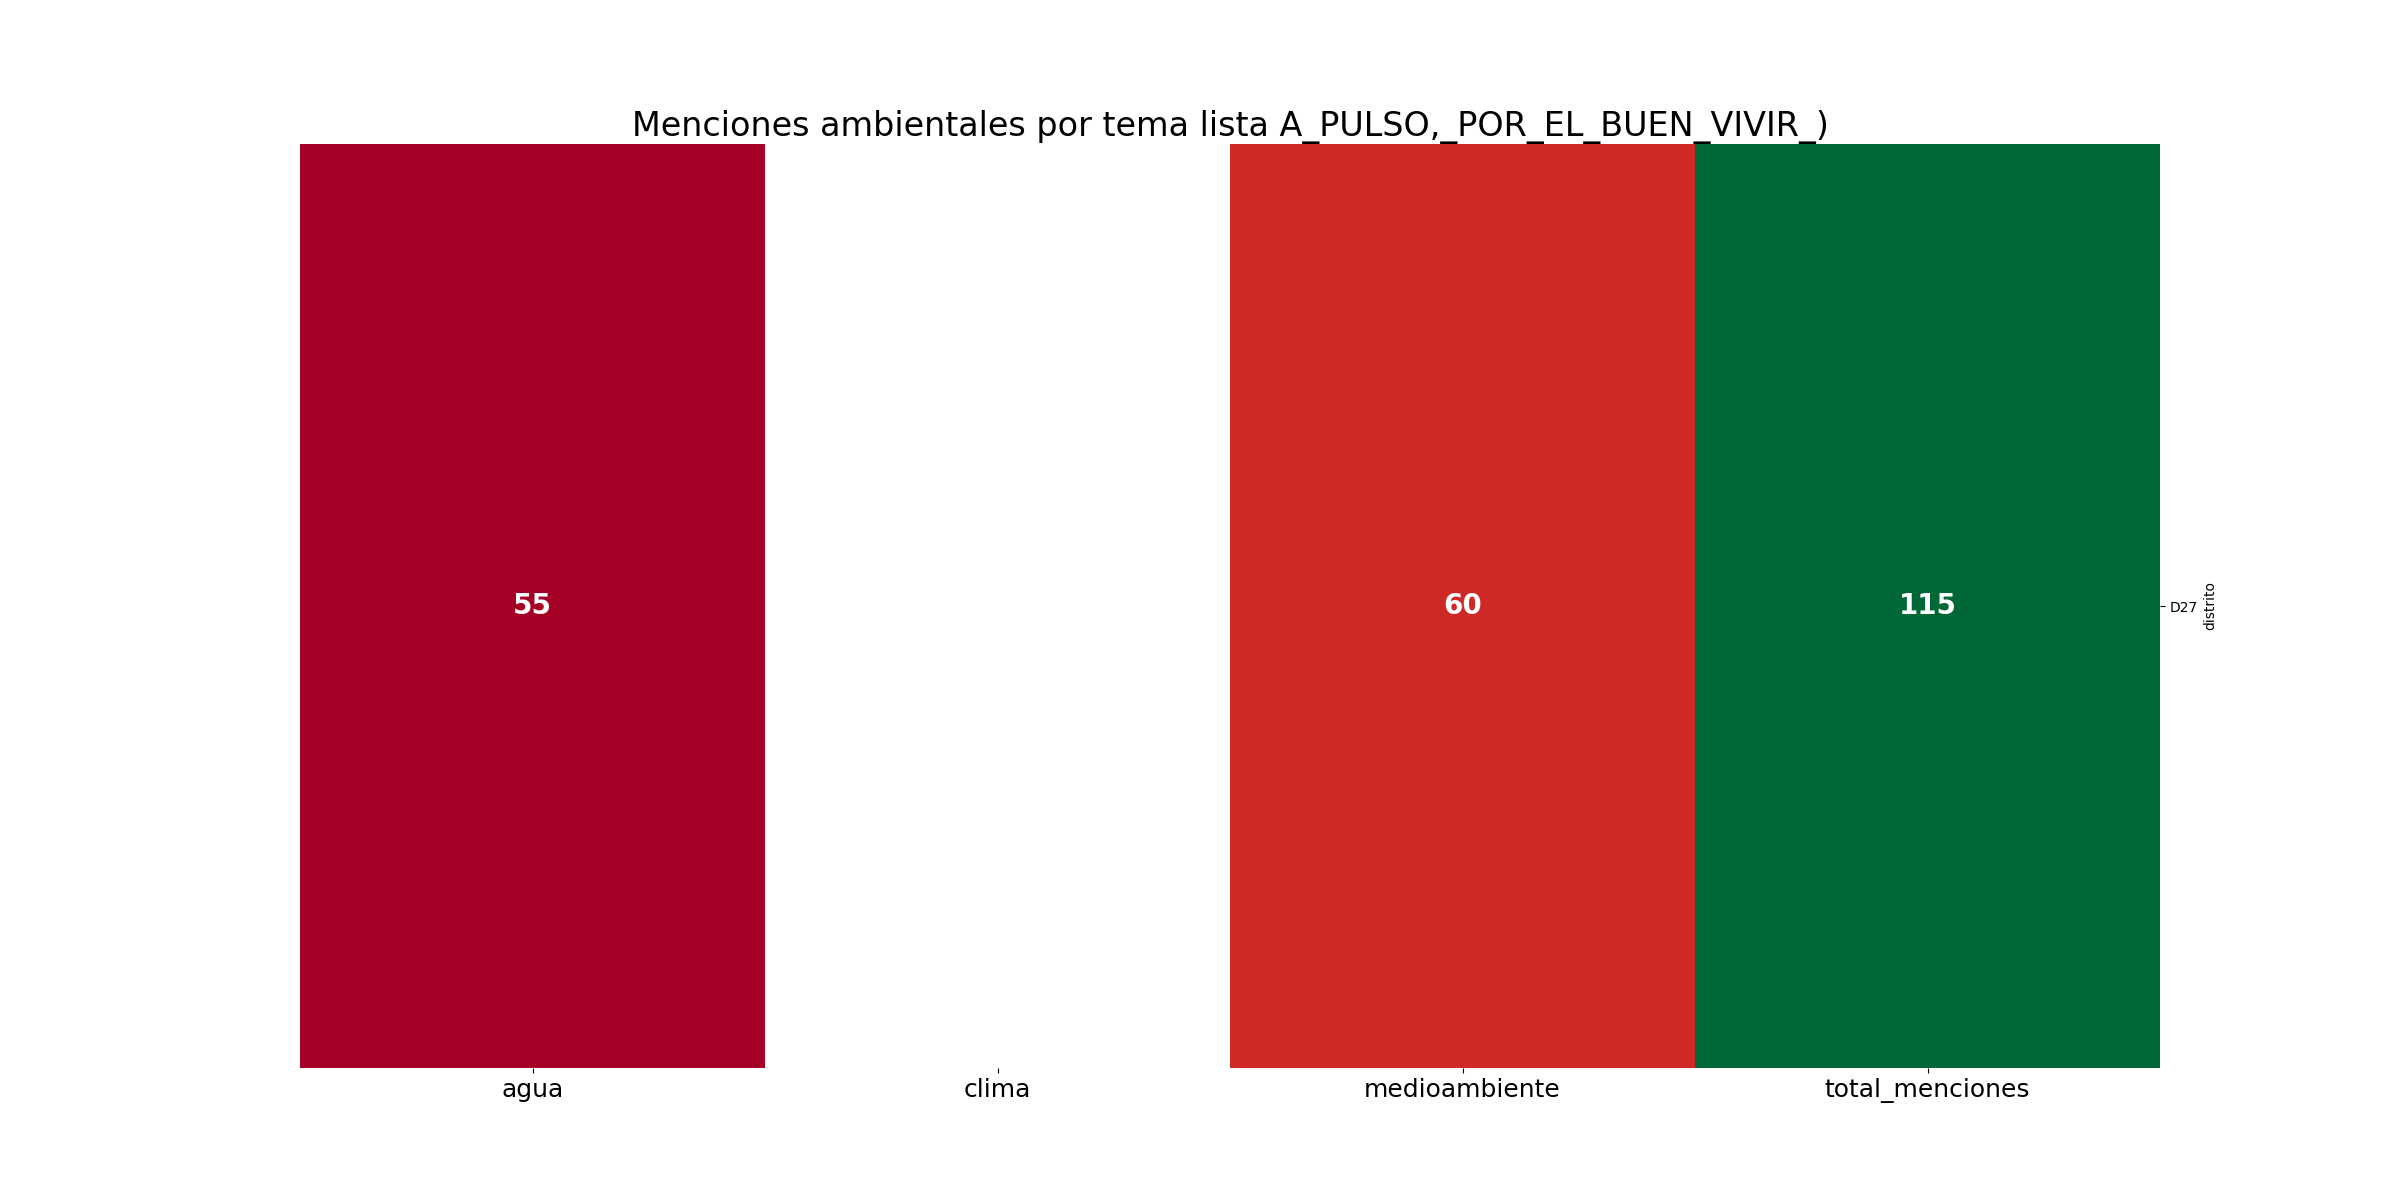 Menciones ambientales por tema lista A_PULSO,_POR_EL_BUEN_VIVIR_)
55
60
115
D27
distrito
agua
clima
medioambiente
total_menciones